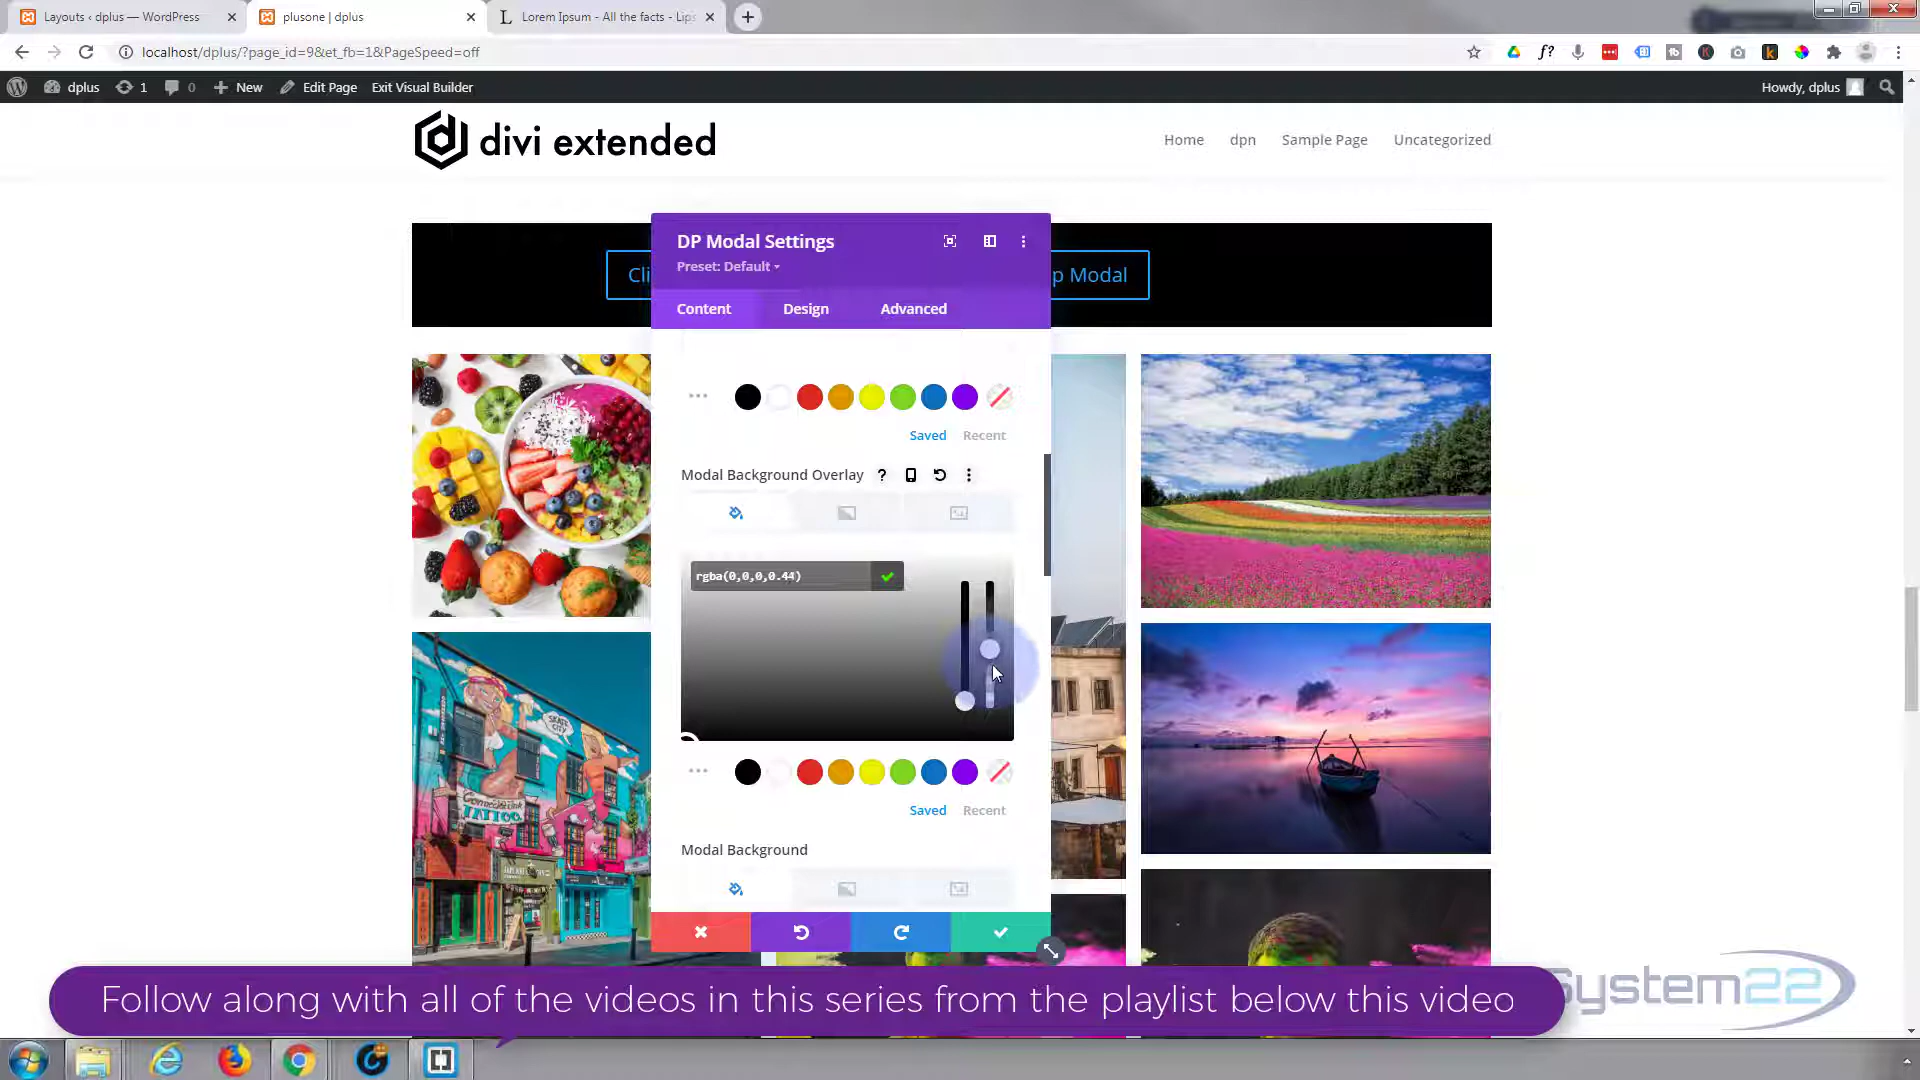 Layouts ‹ dplus — WordPress
plusone | dplus
Lorem Ipsum - All the facts - Lips
localhost/dplus/?page_id=9&et_fb=1&PageSpeed=off
dplus
1
0
New
Edit Page
Exit Visual Builder
Howdy, dplus
divi extended
Home
dpn
Sample Page
Uncategorized
DP Modal Settings
Preset: Default
Cli
p Modal
Content
Design
Advanced
Saved
Recent
Modal Background Overlay
rgba(0,0,0,0.44)
SKATE CITY
TATTOO
Saved
Recent
Modal Background
Follow along with all of the videos in this series from the playlist below this video
System22